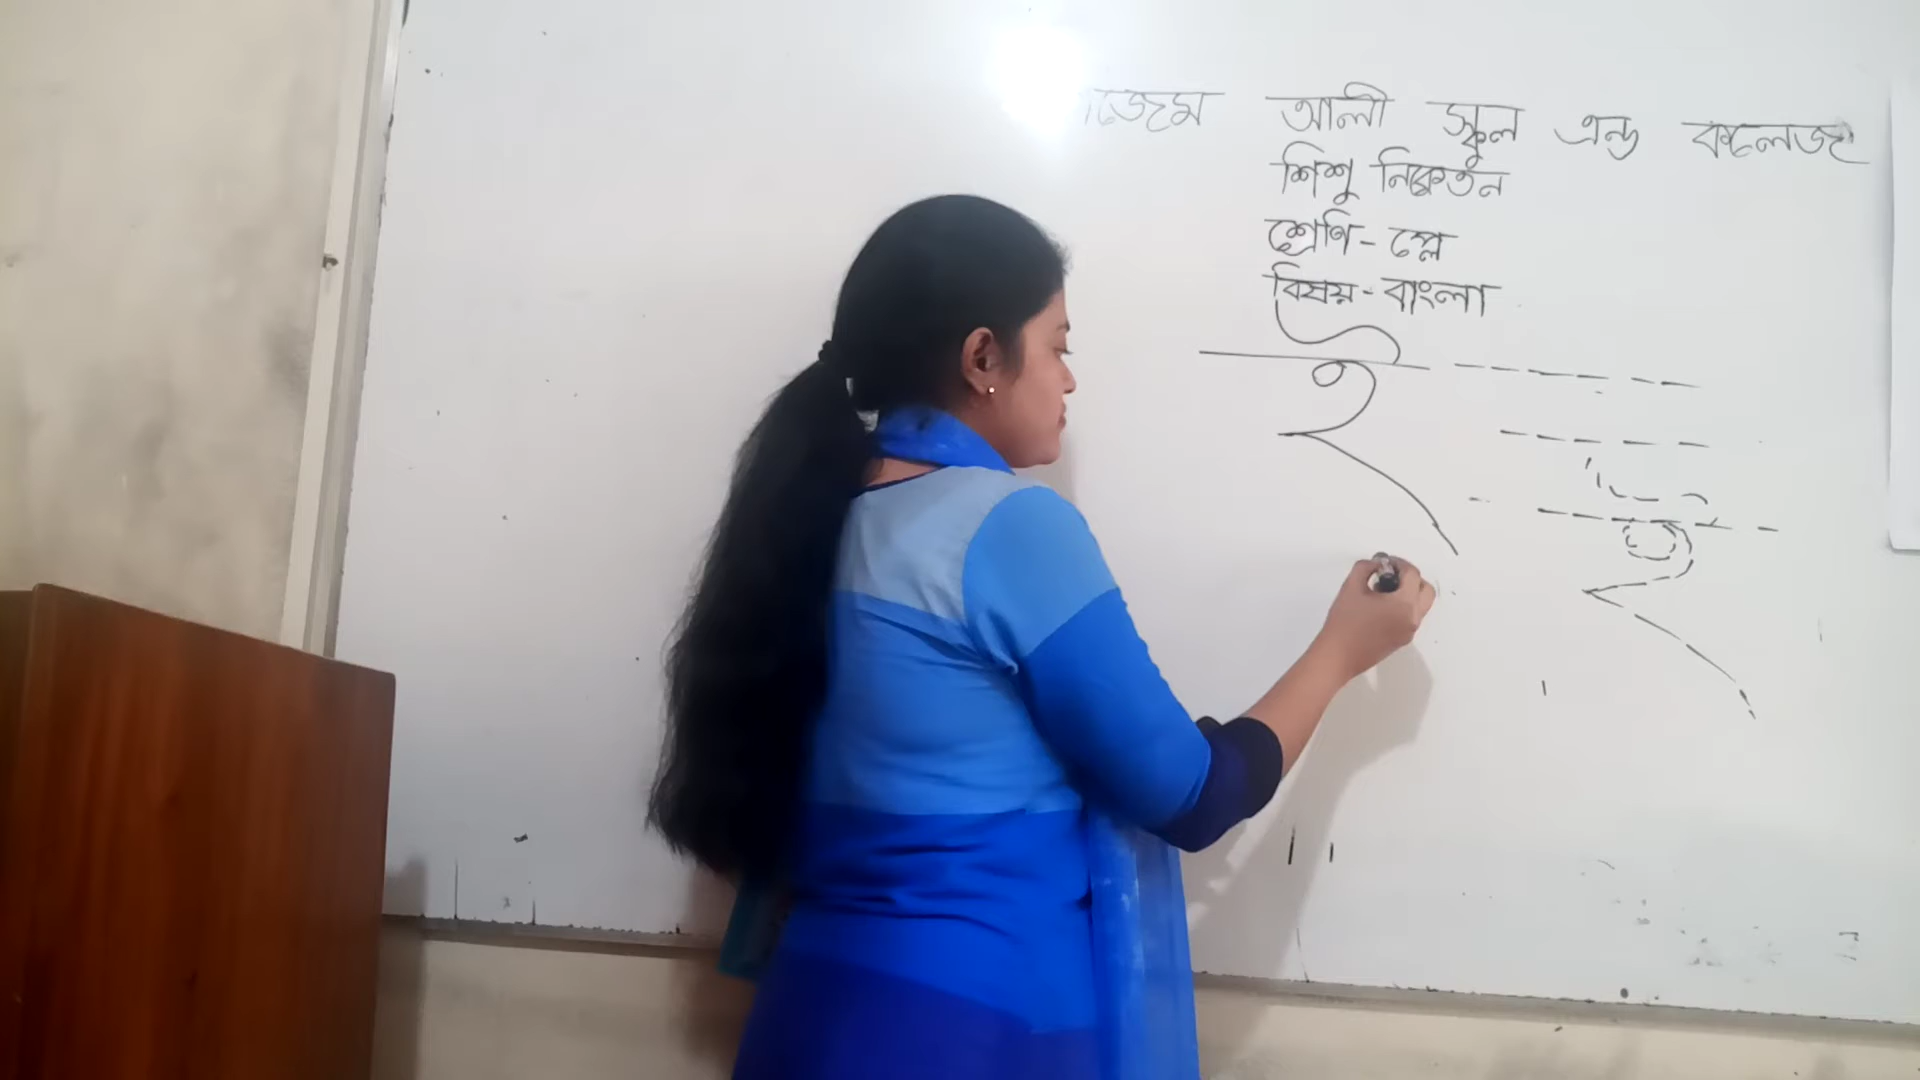 আলী স্কুল এন্ড কলেজ
শিশু নিকেতন
শ্রেণি- প্লে
বিষয়-বাংলা
ই
ই